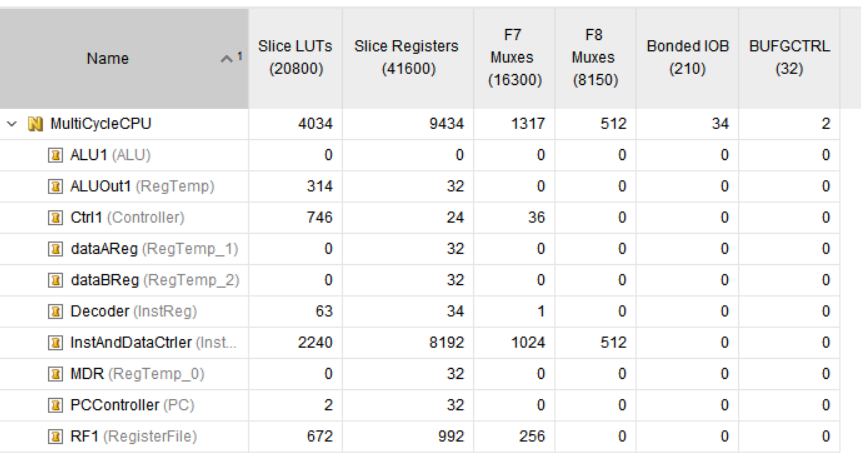 Name 1 Slice LUTs (20800) Slice Registers (41600) F7 Muxes (16300) F8 Muxes (8150) Bonded IOB (210) BUFGCTRL (32)
N MultiCycleCPU 4034 9434 1317 512 34 2
ALU1 (ALU) 0 0 0 0 0 0
ALUOut1 (RegTemp) 314 32 0 0 0 0
Ctrl1 (Controller) 746 24 36 0 0 0
dataAReg (RegTemp_1) 0 32 0 0 0 0
dataBReg (RegTemp_2) 0 32 0 0 0 0
Decoder (InstReg) 63 34 1 0 0 0
InstAndDataCtrler (Inst... 2240 8192 1024 512 0 0
MDR (RegTemp_0) 0 32 0 0 0 0
PCController (PC) 2 32 0 0 0 0
RF1 (RegisterFile) 672 992 256 0 0 0